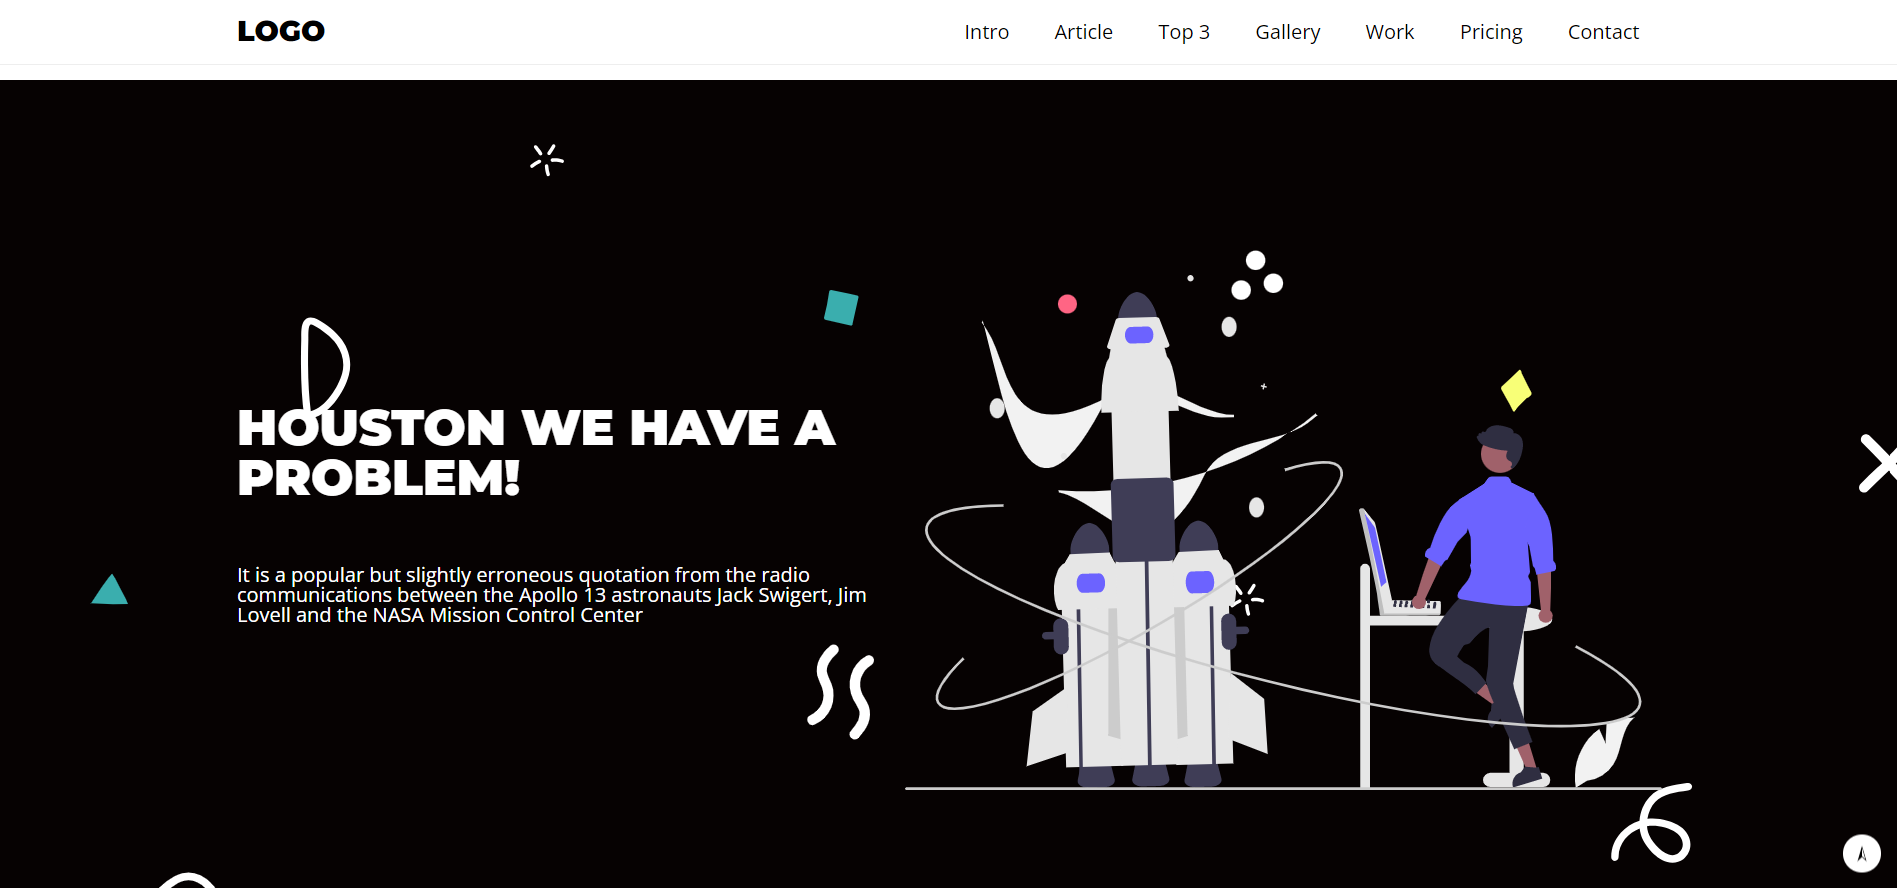 LOGO
Intro Article Top 3 Gallery Work Pricing Contact
HOUSTON WE HAVE A
PROBLEM!
It is a popular but slightly erroneous quotation from the radio
communications between the Apollo 13 astronauts Jack Swigert, Jim
Lovell and the NASA Mission Control Center